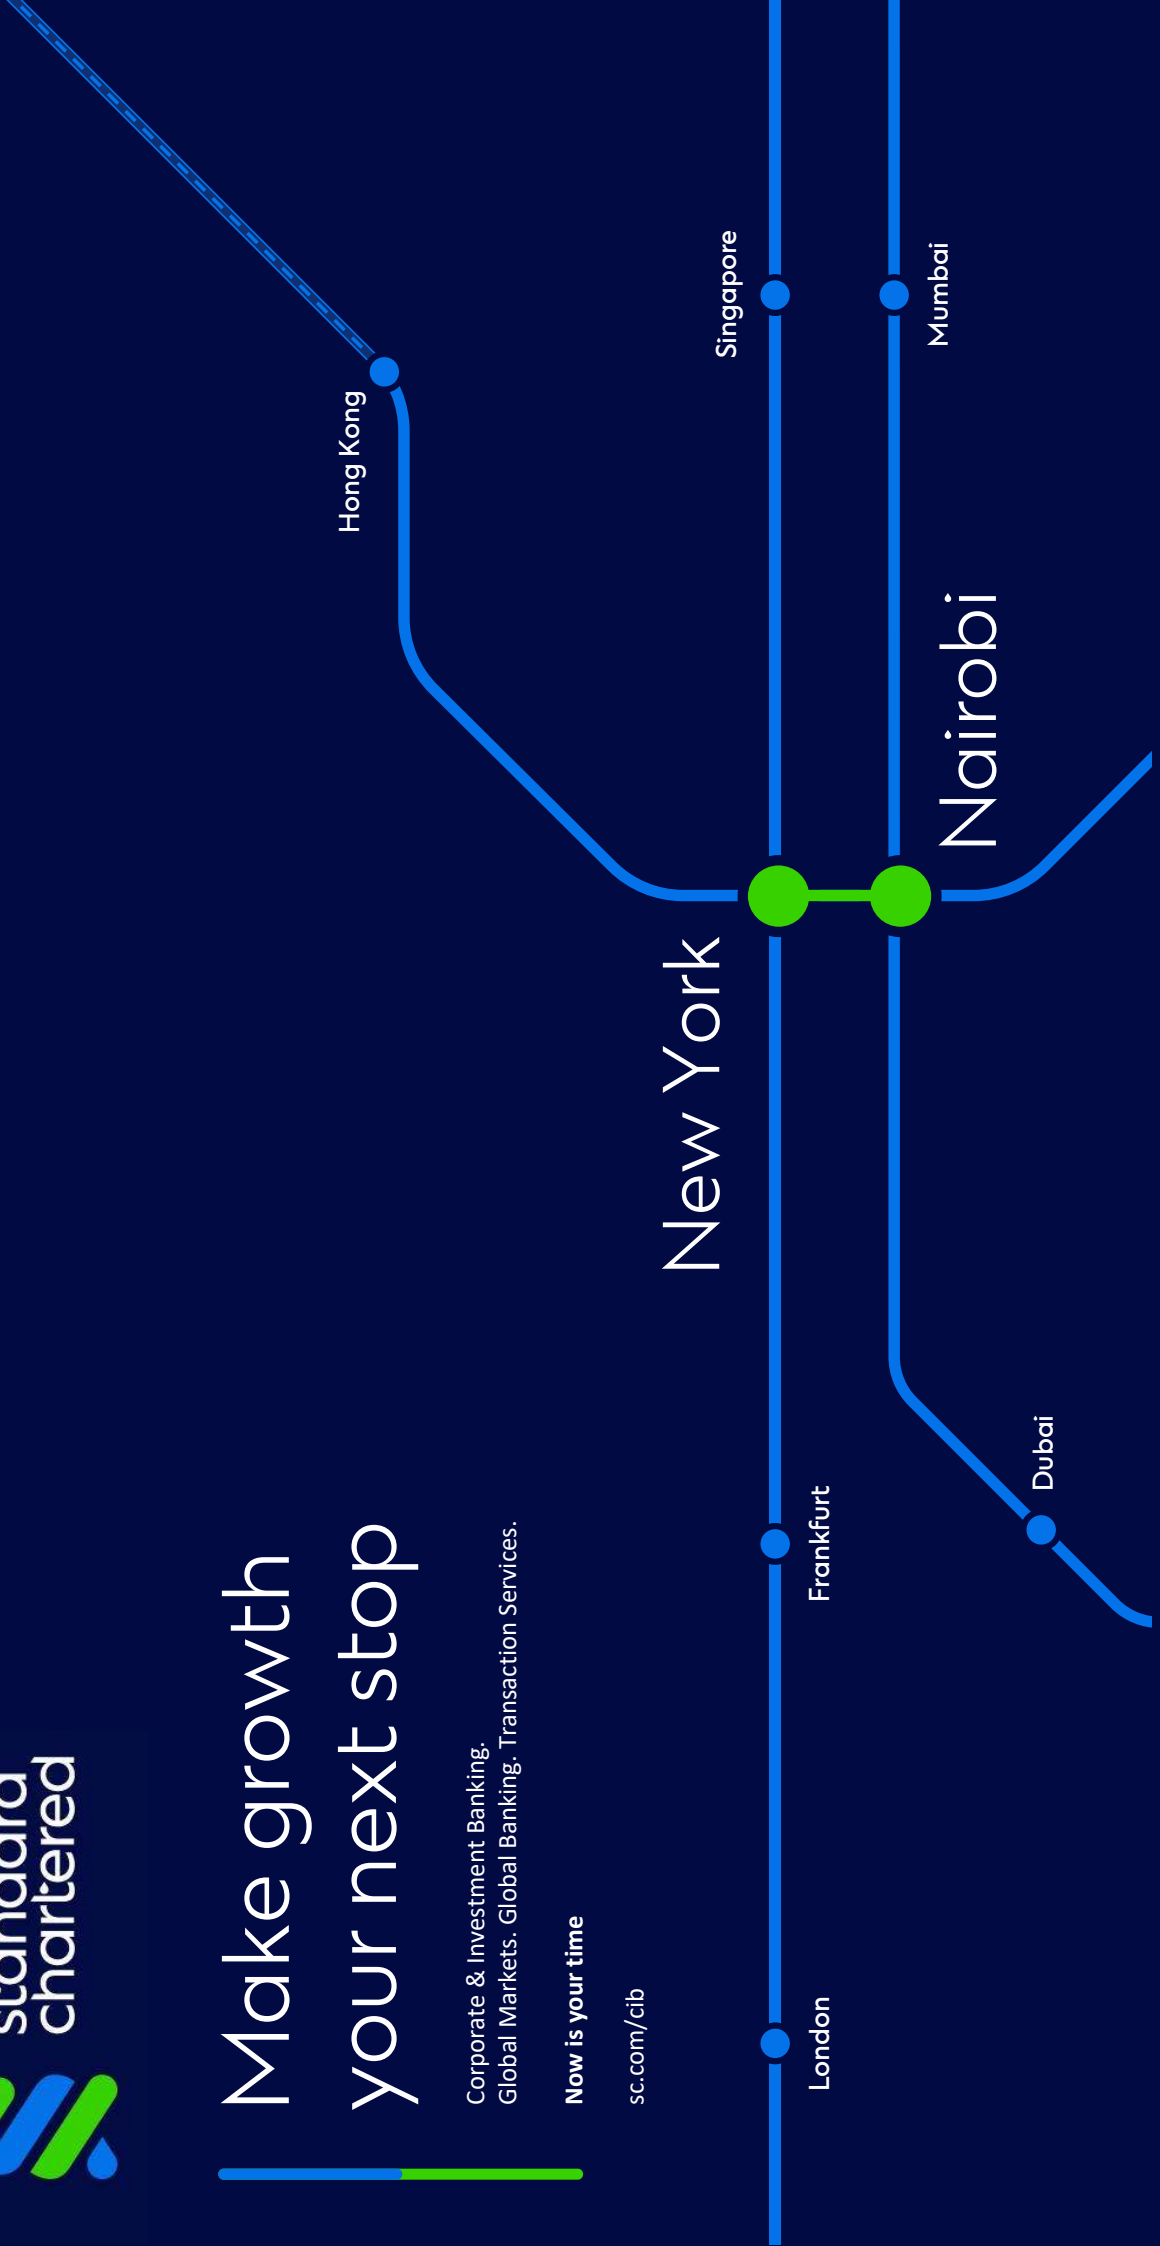 standard
chartered
Make growth
your next stop
Corporate & Investment Banking.
Global Markets. Global Banking. Transaction Services.
Now is your time
sc.com/cib
Hong Kong
Singapore
Mumbai
New York
Nairobi
London
Frankfurt
Dubai